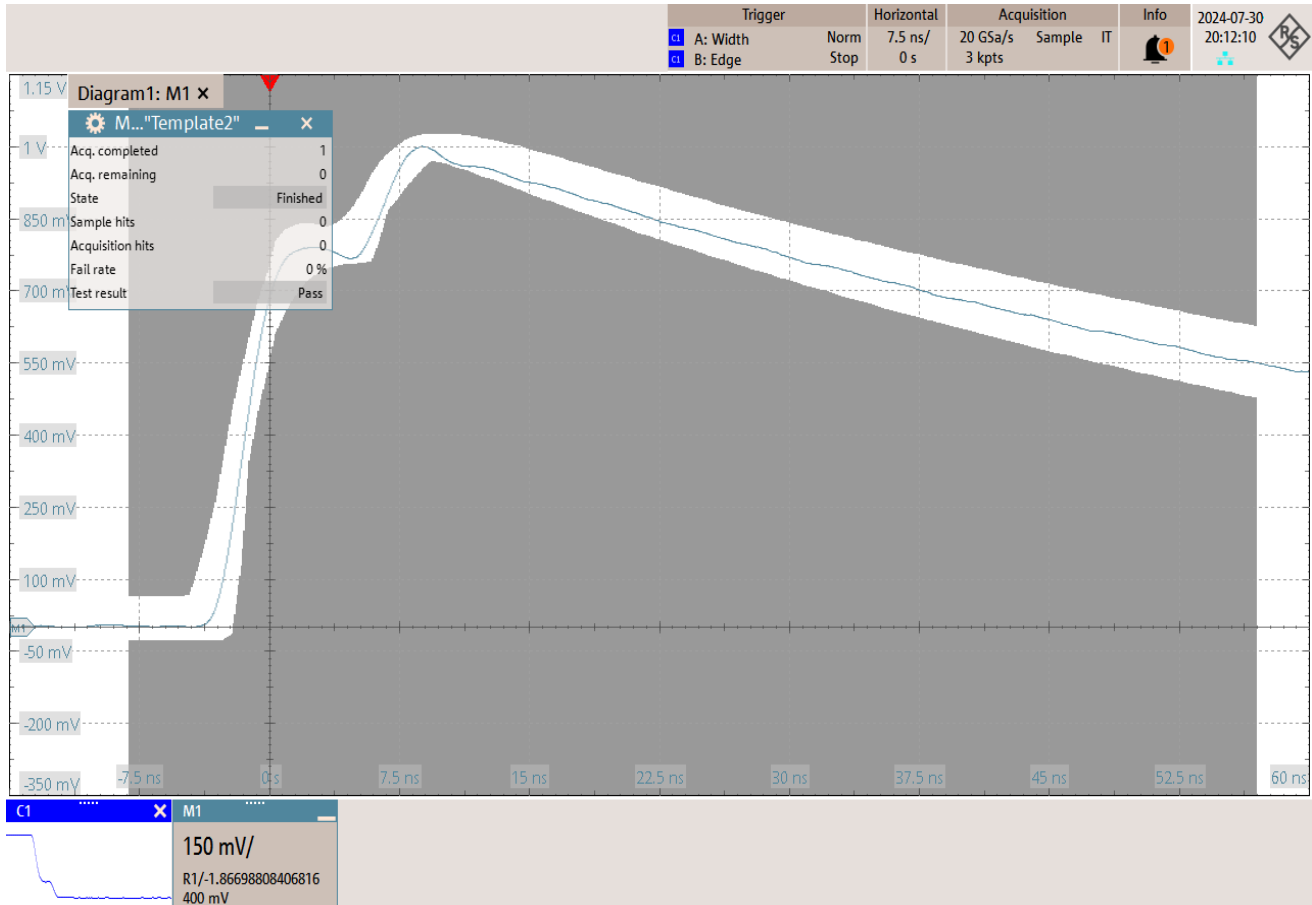 Trigger Horizontal Acquisition Info 2024-07-30
C1 A: Width Norm 7.5 ns/ 20 GSa/s Sample IT 1 20:12:10 R&S
C1 B: Edge Stop 0 s 3 kpts
1.15 V
Diagram1: M1 ×
M..."Template2" – ×
Acq. completed 1
Acq. remaining 0
State Finished
Sample hits 0
Acquisition hits 0
Fail rate 0 %
Test result Pass
1 V
850 mV
700 mV
550 mV
400 mV
250 mV
100 mV
M1
-50 mV
-200 mV
-350 mV
-7.5 ns 0 s 7.5 ns 15 ns 22.5 ns 30 ns 37.5 ns 45 ns 52.5 ns 60 ns
C1 × M1
150 mV/
R1/-1.86698808406816
400 mV